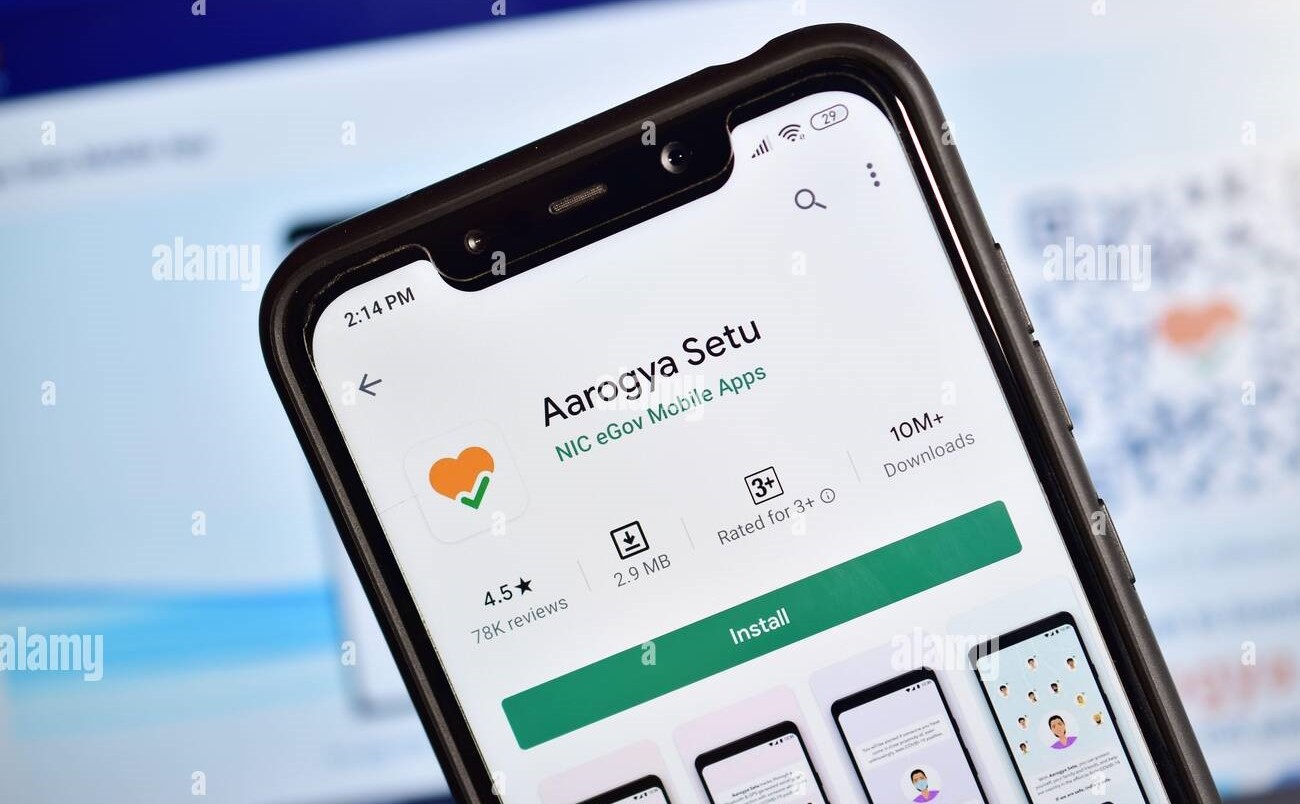 29
2:14 PM
Aarogya Setu
NIC eGov Mobile Apps
4.5★
78K reviews
2.9 MB
3+
Rated for 3+
10M+
Downloads
Install
alamy
alamy
alamy
alamy